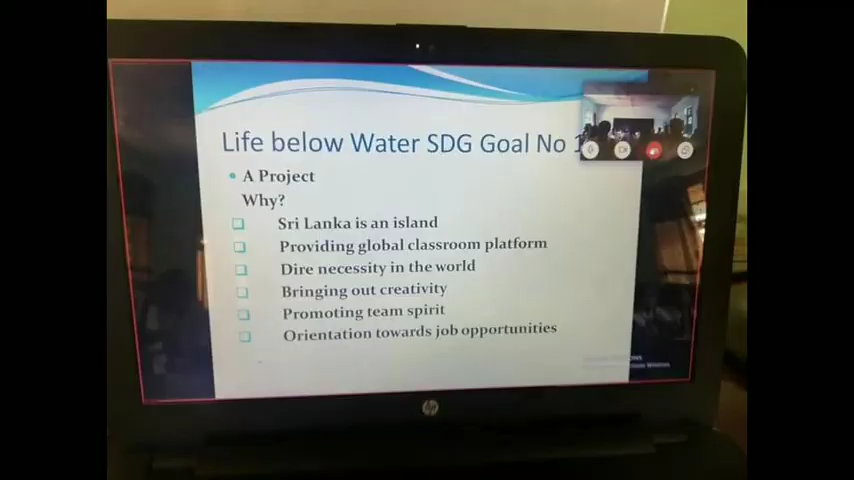 Life below Water SDG Goal No 1
A Project
Why?
Sri Lanka is an island
Providing global classroom platform
Dire necessity in the world
Bringing out creativity
Promoting team spirit
Orientation towards job opportunities
hp